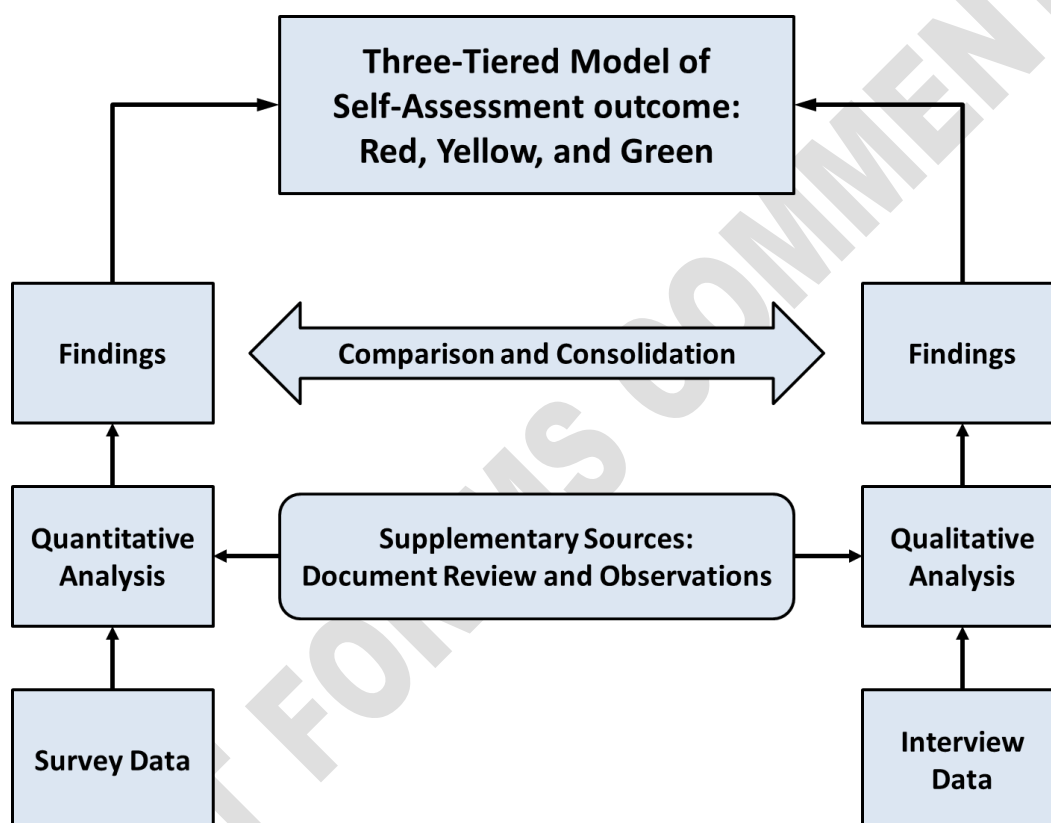 Three-Tiered Model of
Self-Assessment outcome:
Red, Yellow, and Green
Findings
Comparison and Consolidation
Findings
Quantitative
Analysis
Supplementary Sources:
Document Review and Observations
Qualitative
Analysis
Survey Data
Interview
Data